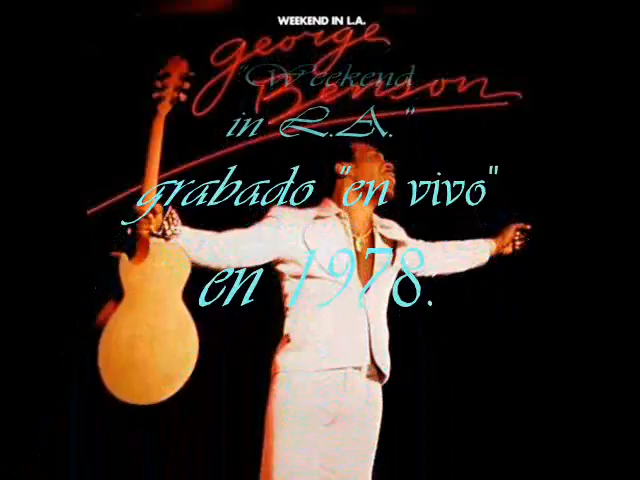 WEEKEND IN L.A.
george
Benson
"Weekend
in L.A."
grabado "en vivo"
en 1978.